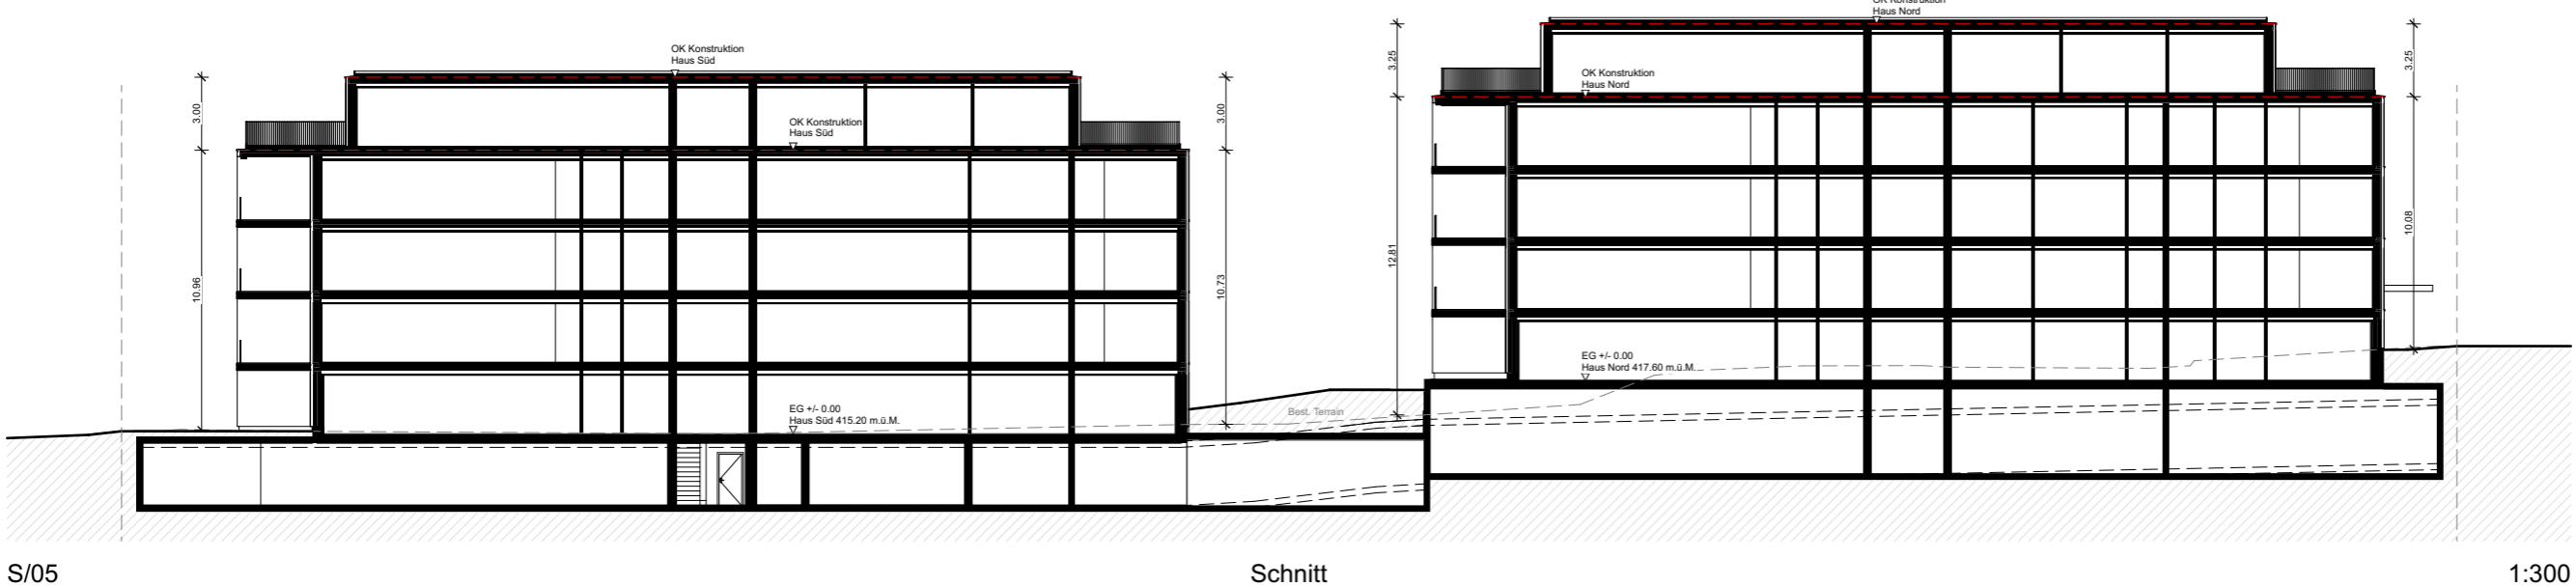 OK Konstruktion
Haus Nord
OK Konstruktion
Haus Süd
3.25
3.25
OK Konstruktion
Haus Nord
3.00
3.00
OK Konstruktion
Haus Süd
10.96
10.73
12.81
10.08
EG +/- 0.00
Haus Nord 417.60 m.ü.M.
EG +/- 0.00
Haus Süd 415.20 m.ü.M.
Best. Terrain
S/05
Schnitt
1:300